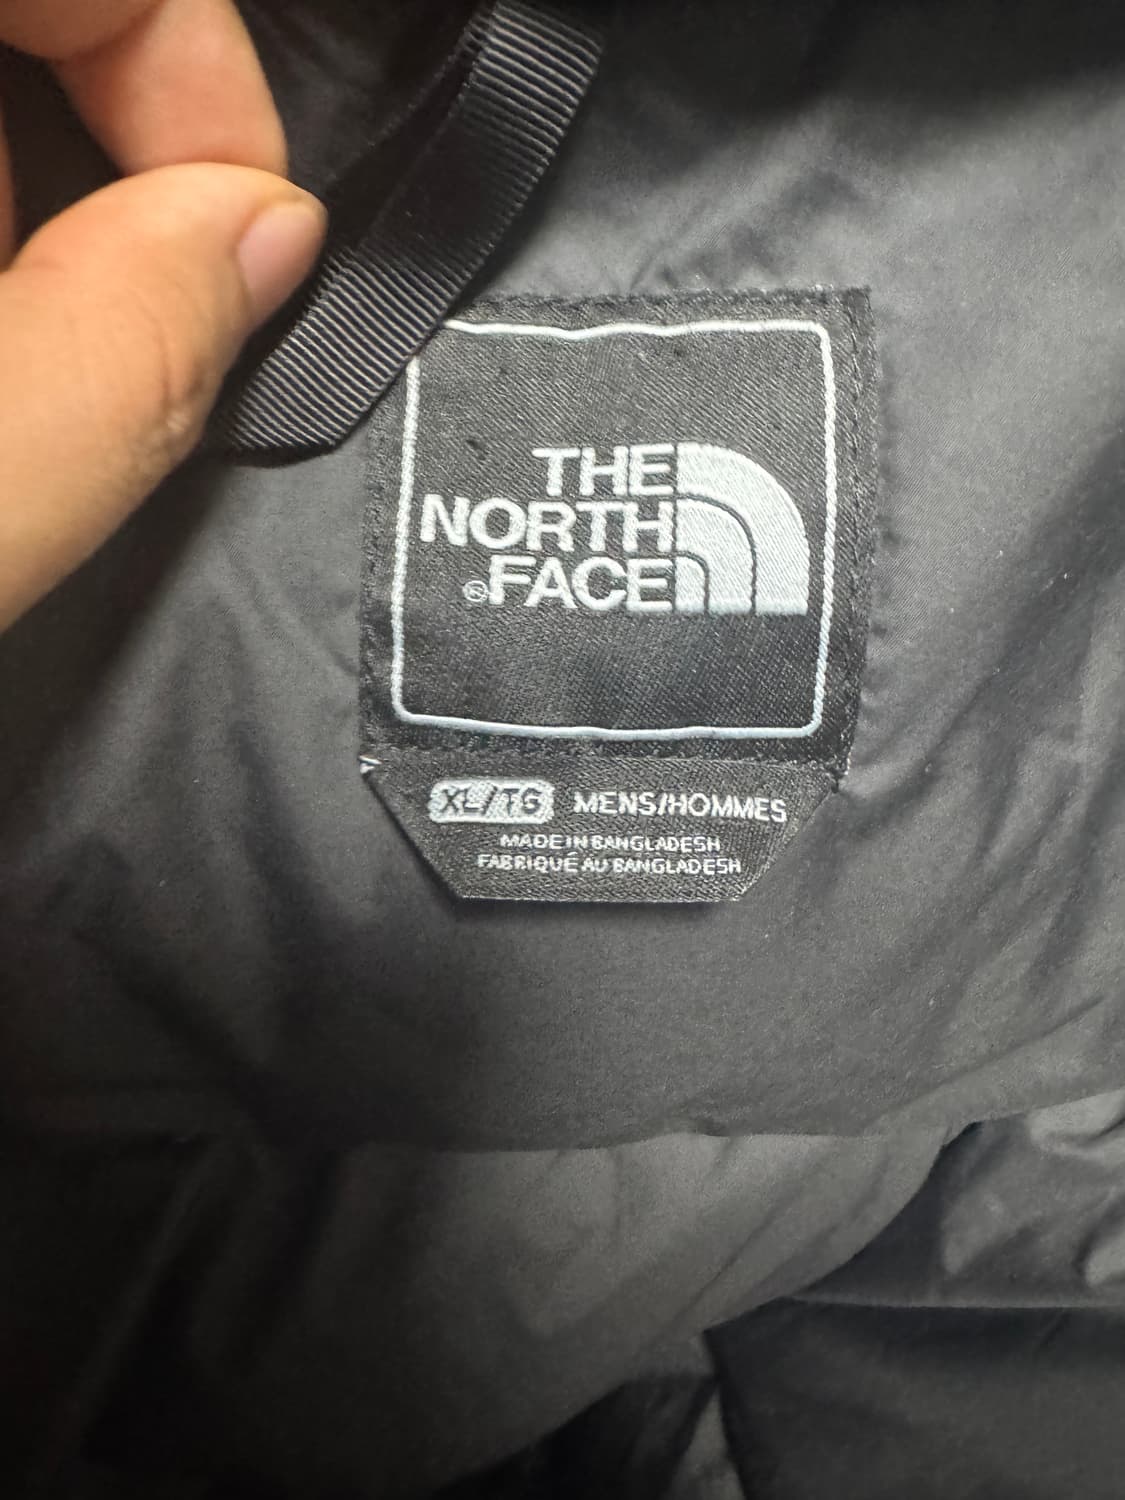 THE
NORTH
®FACE
XL/TG MENS/HOMMES
MADE IN BANGLADESH
FABRIQUÉ AU BANGLADESH